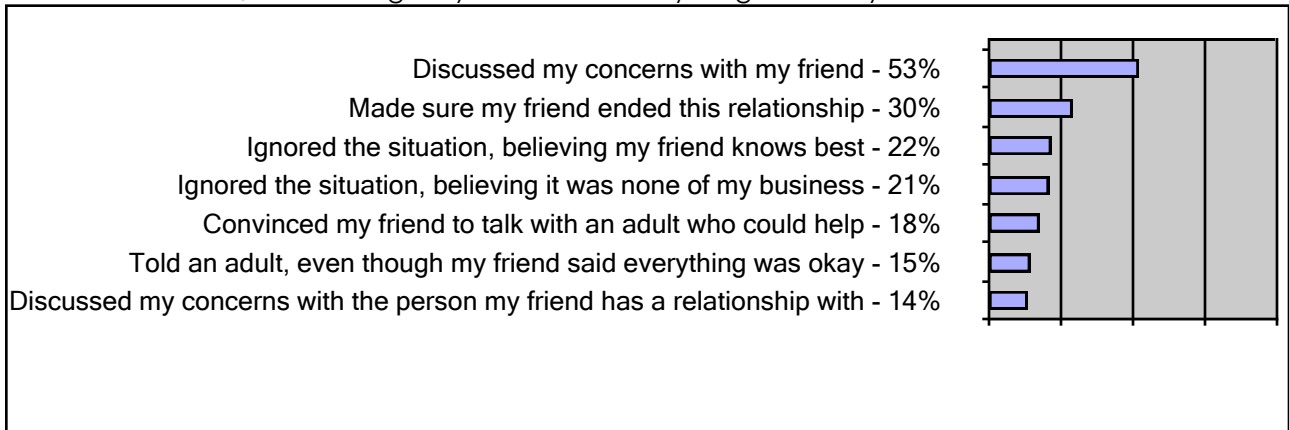 Discussed my concerns with my friend - 53%
Made sure my friend ended this relationship - 30%
Ignored the situation, believing my friend knows best - 22%
Ignored the situation, believing it was none of my business - 21%
Convinced my friend to talk with an adult who could help - 18%
Told an adult, even though my friend said everything was okay - 15%
Discussed my concerns with the person my friend has a relationship with - 14%